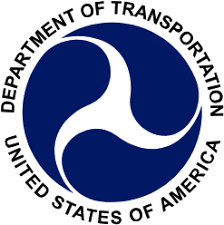 DEPARTMENT OF TRANSPORTATION
UNITED STATES OF AMERICA